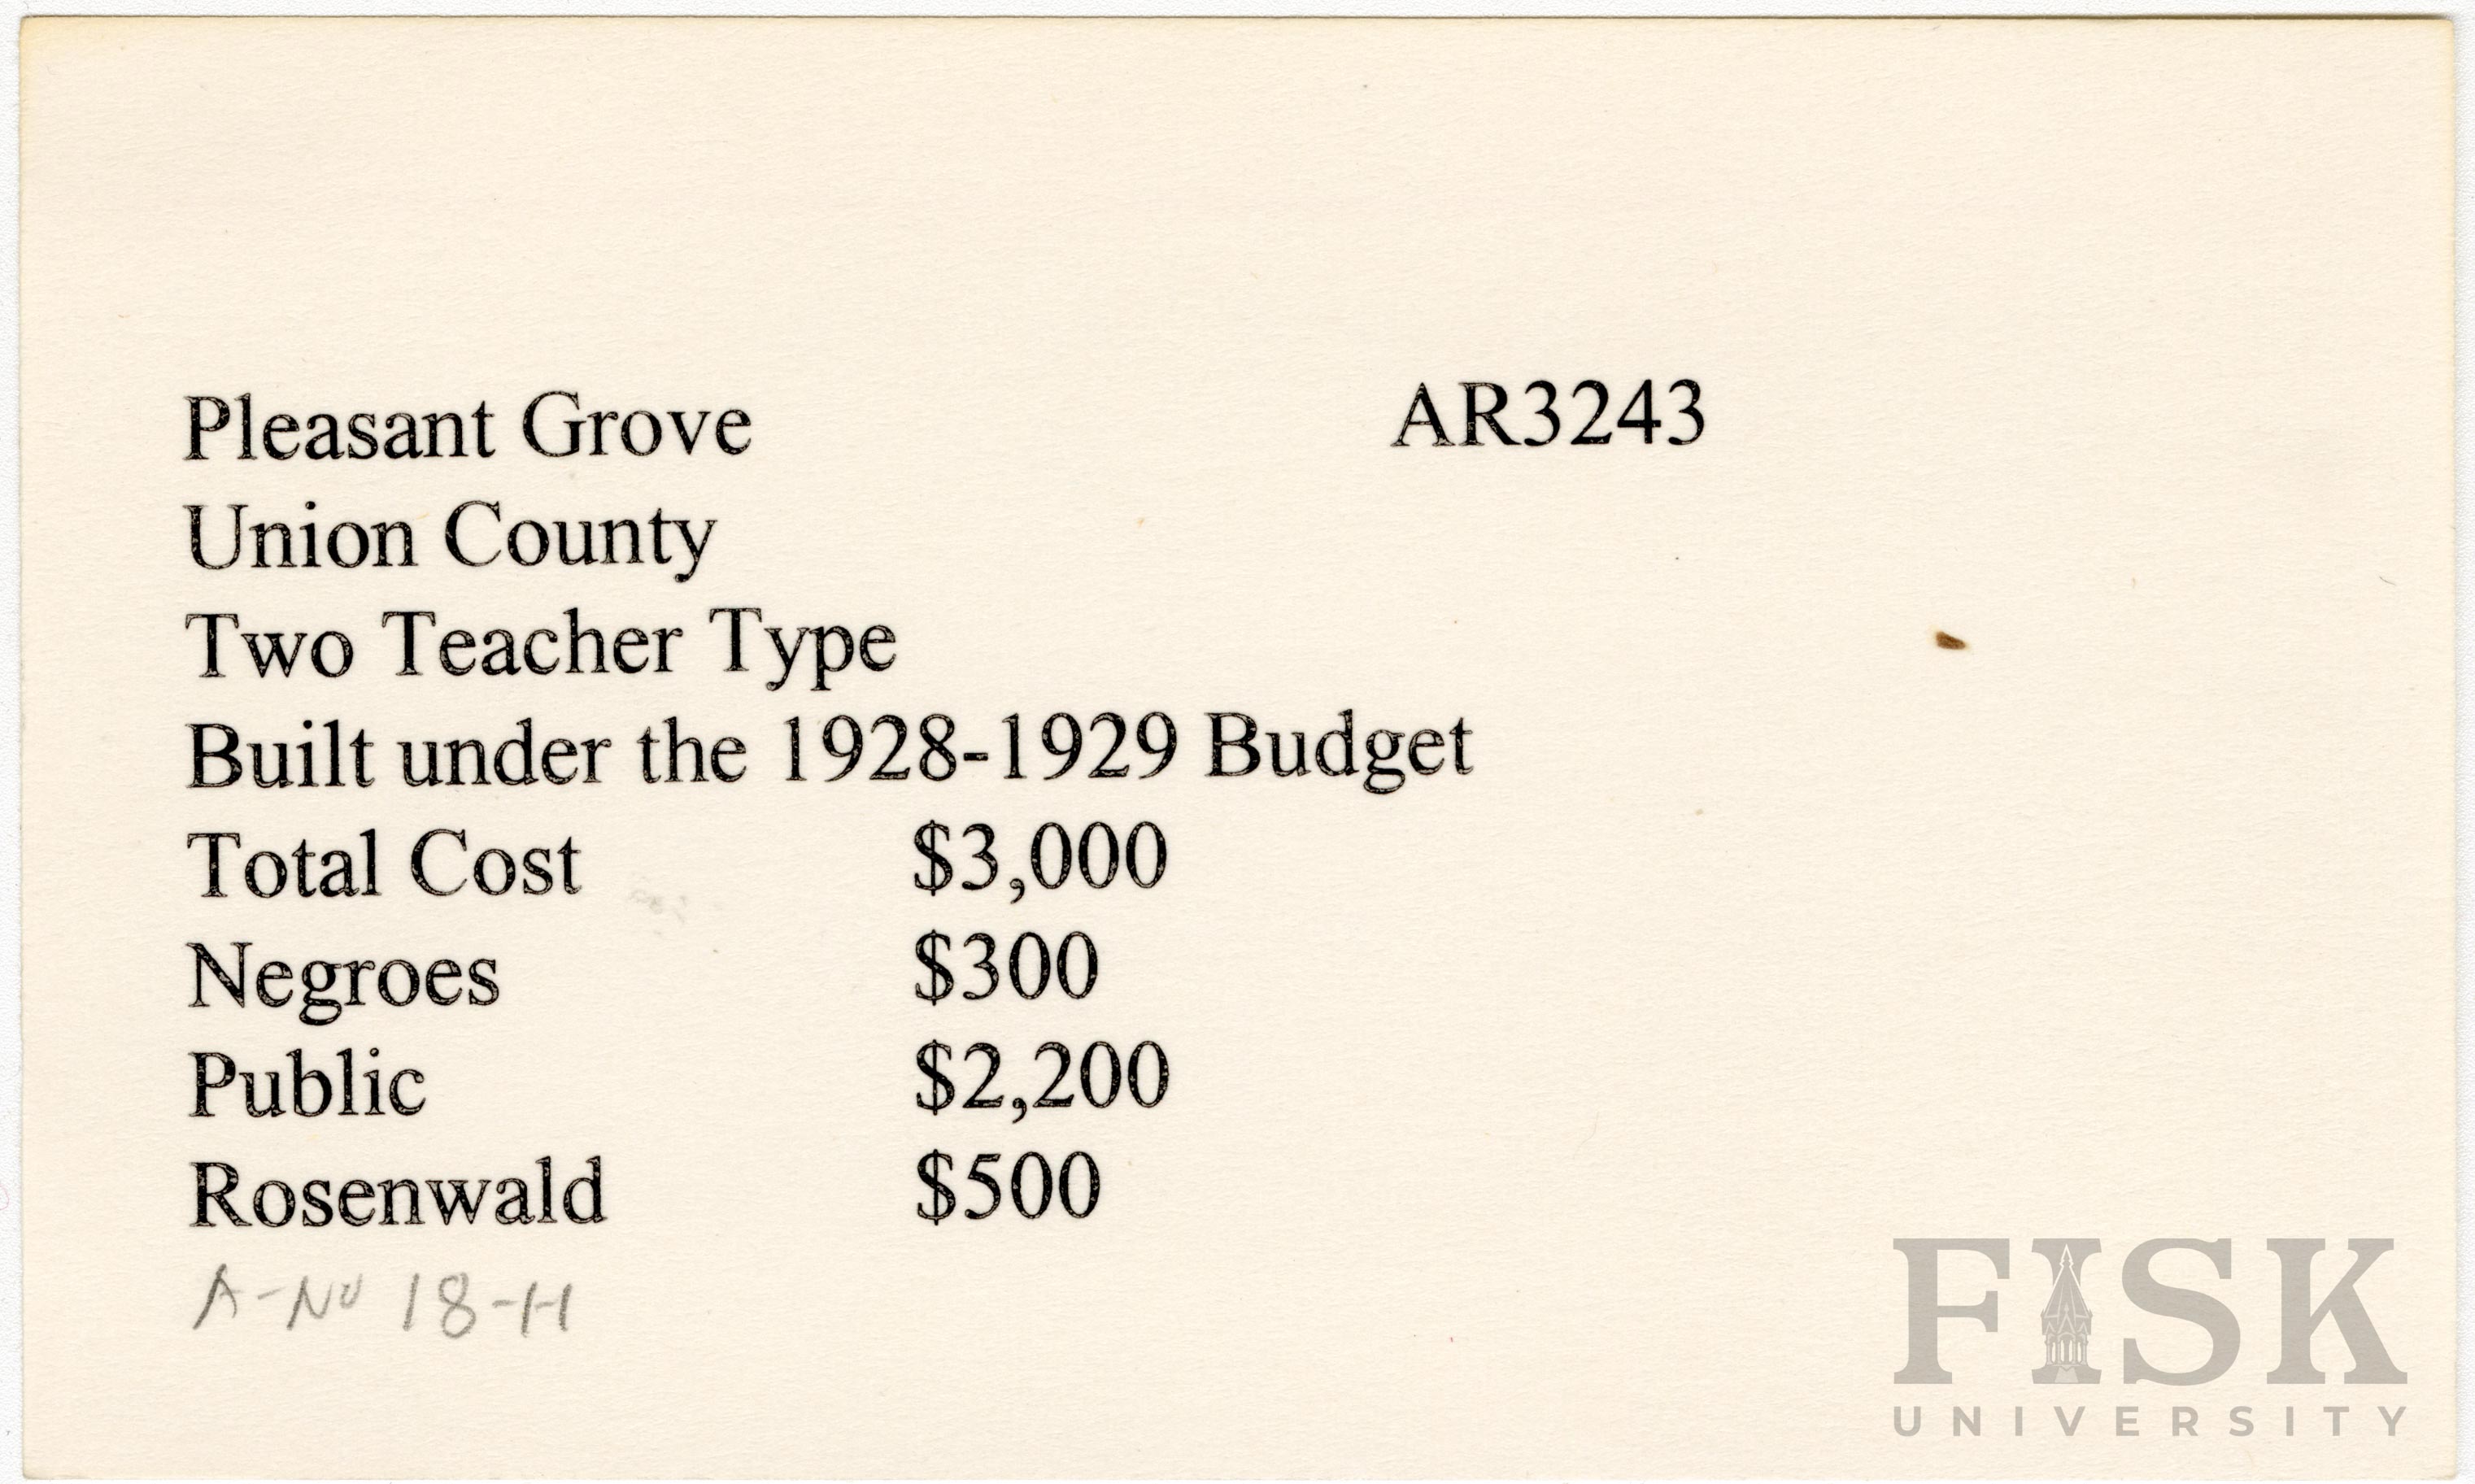 Pleasant Grove AR3243
Union County
Two Teacher Type
Built under the 1928-1929 Budget
Total Cost $3,000
Negroes $300
Public $2,200
Rosenwald $500
A-No 18-H
FISK
UNIVERSITY